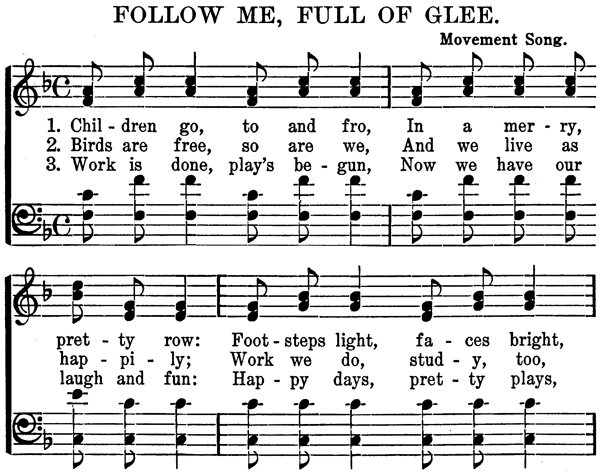 FOLLOW ME, FULL OF GLEE.
Movement Song.
1. Chil - dren go, to and fro, In a mer - ry,
2. Birds are free, so are we, And we live as
3. Work is done, play's be - gun, Now we have our
pret - ty row: Foot - steps light, fa - ces bright,
hap - pi - ly; Work we do, stud - y, too,
laugh and fun: Hap - py days, pret - ty plays,